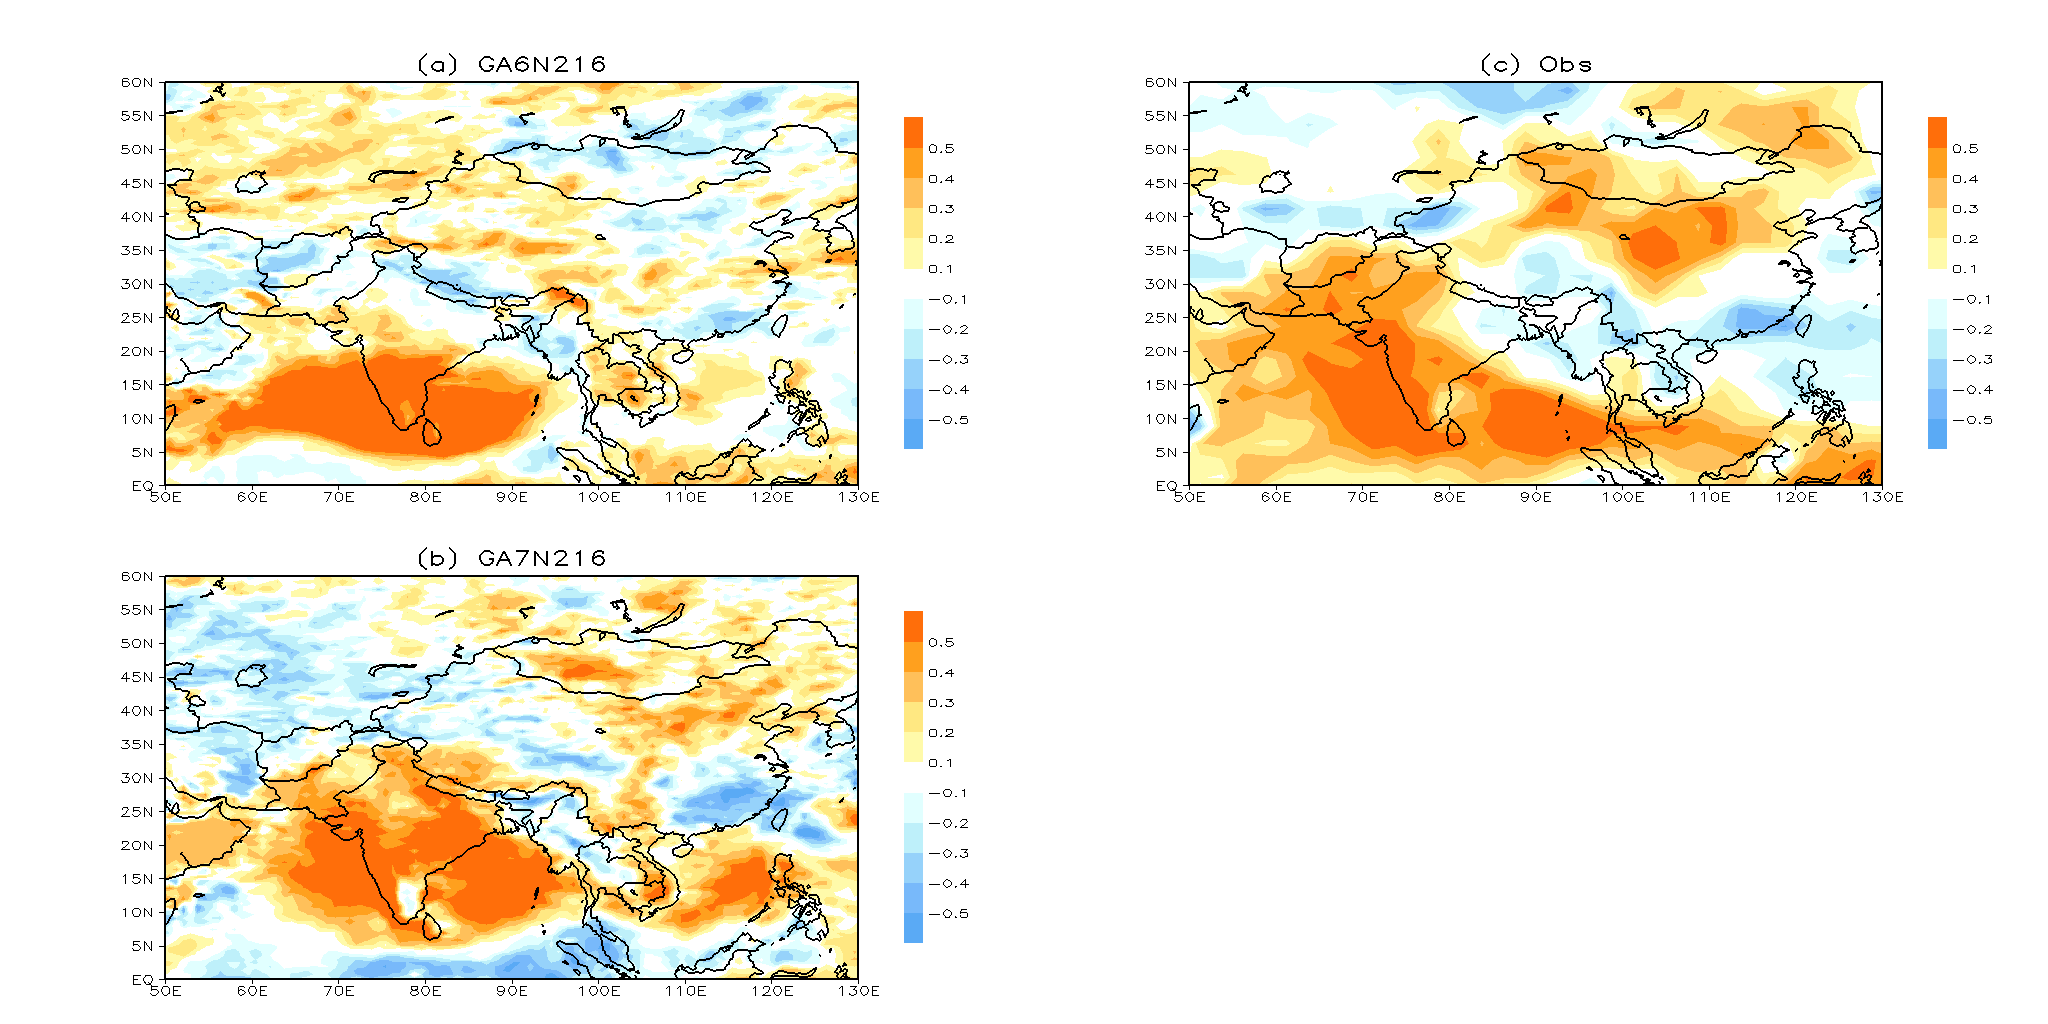 (a) GA6N216
60N
55N
50N
45N
40N
35N
30N
25N
20N
15N
10N
5N
EQ
50E 60E 70E 80E 90E 100E 110E 120E 130E
0.5
0.4
0.3
0.2
0.1
−0.1
−0.2
−0.3
−0.4
−0.5
(c) Obs
60N
55N
50N
45N
40N
35N
30N
25N
20N
15N
10N
5N
EQ
50E 60E 70E 80E 90E 100E 110E 120E 130E
0.5
0.4
0.3
0.2
0.1
−0.1
−0.2
−0.3
−0.4
−0.5
(b) GA7N216
60N
55N
50N
45N
40N
35N
30N
25N
20N
15N
10N
5N
EQ
50E 60E 70E 80E 90E 100E 110E 120E 130E
0.5
0.4
0.3
0.2
0.1
−0.1
−0.2
−0.3
−0.4
−0.5